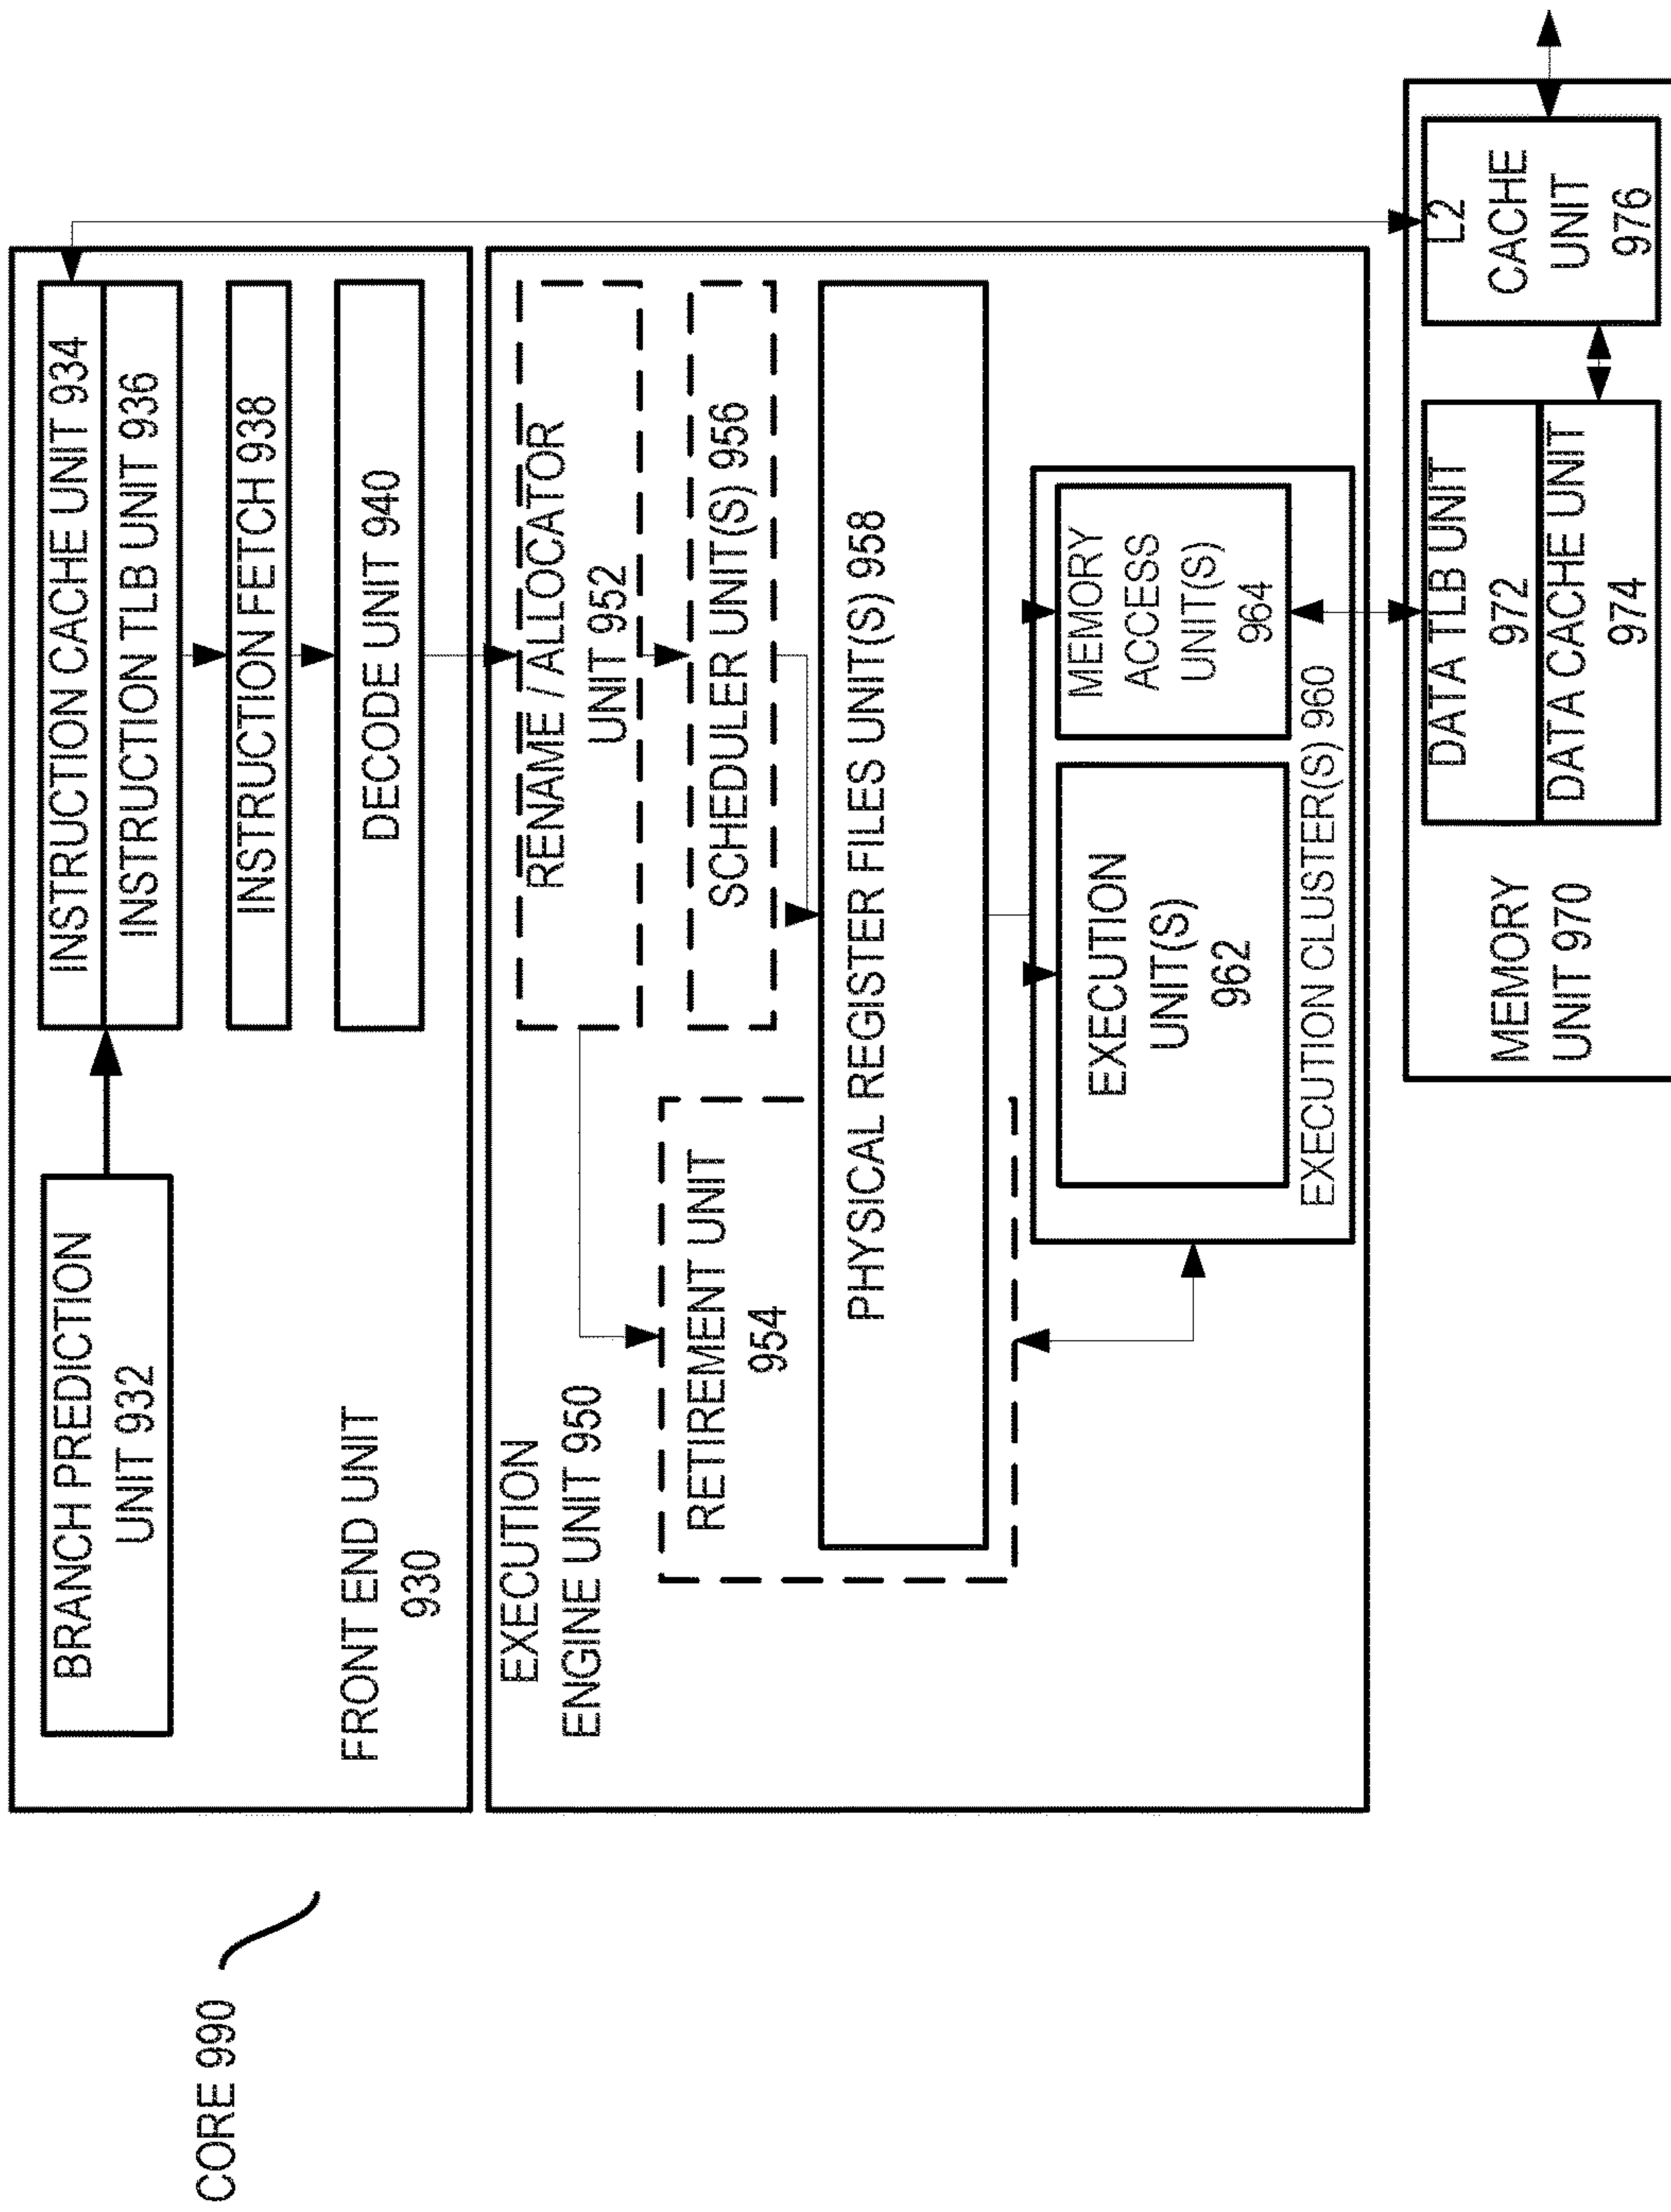 CORE 990
BRANCH PREDICTION
UNIT 932
INSTRUCTION CACHE UNIT 934
INSTRUCTION TLB UNIT 936
INSTRUCTION FETCH 938
DECODE UNIT 940
FRONT END UNIT
930
EXECUTION
ENGINE UNIT 950
RENAME / ALLOCATOR
UNIT 952
SCHEDULER UNIT(S) 956
RETIREMENT UNIT
954
PHYSICAL REGISTER FILES UNIT(S) 958
EXECUTION
UNIT(S)
962
MEMORY
ACCESS
UNIT(S)
964
EXECUTION CLUSTER(S) 960
MEMORY
UNIT 970
DATA TLB UNIT
972
DATA CACHE UNIT
974
L2
CACHE
UNIT
976